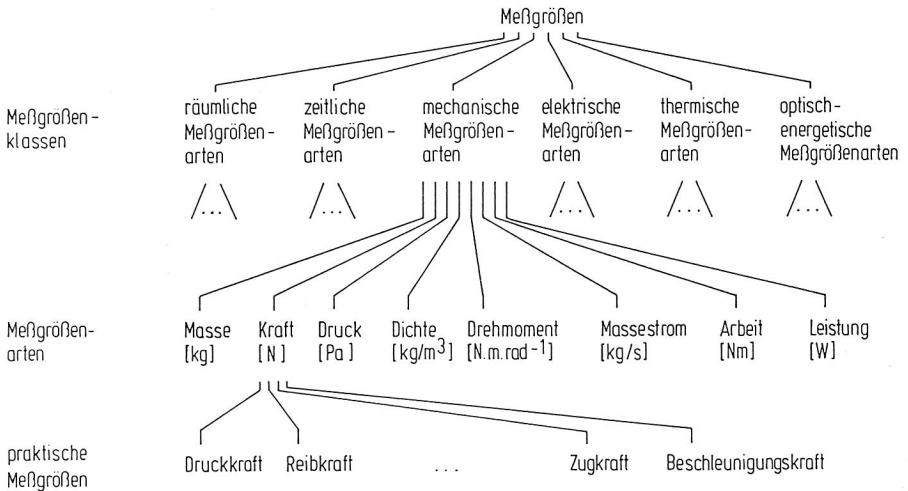 Meßgrößen
Meßgrößen-
klassen
räumliche
Meßgrößen-
arten
zeitliche
Meßgrößen-
arten
mechanische
Meßgrößen-
arten
elektrische
Meßgrößen-
arten
thermische
Meßgrößen-
arten
optisch-
energetische
Meßgrößenarten
... ... ... ... ...
Meßgrößen-
arten
Masse
[kg]
Kraft
[N]
Druck
[Pa]
Dichte
[kg/m³]
Drehmoment
[N.m.rad⁻¹]
Massestrom
[kg/s]
Arbeit
[Nm]
Leistung
[W]
praktische
Meßgrößen
Druckkraft Reibkraft ... Zugkraft Beschleunigungskraft